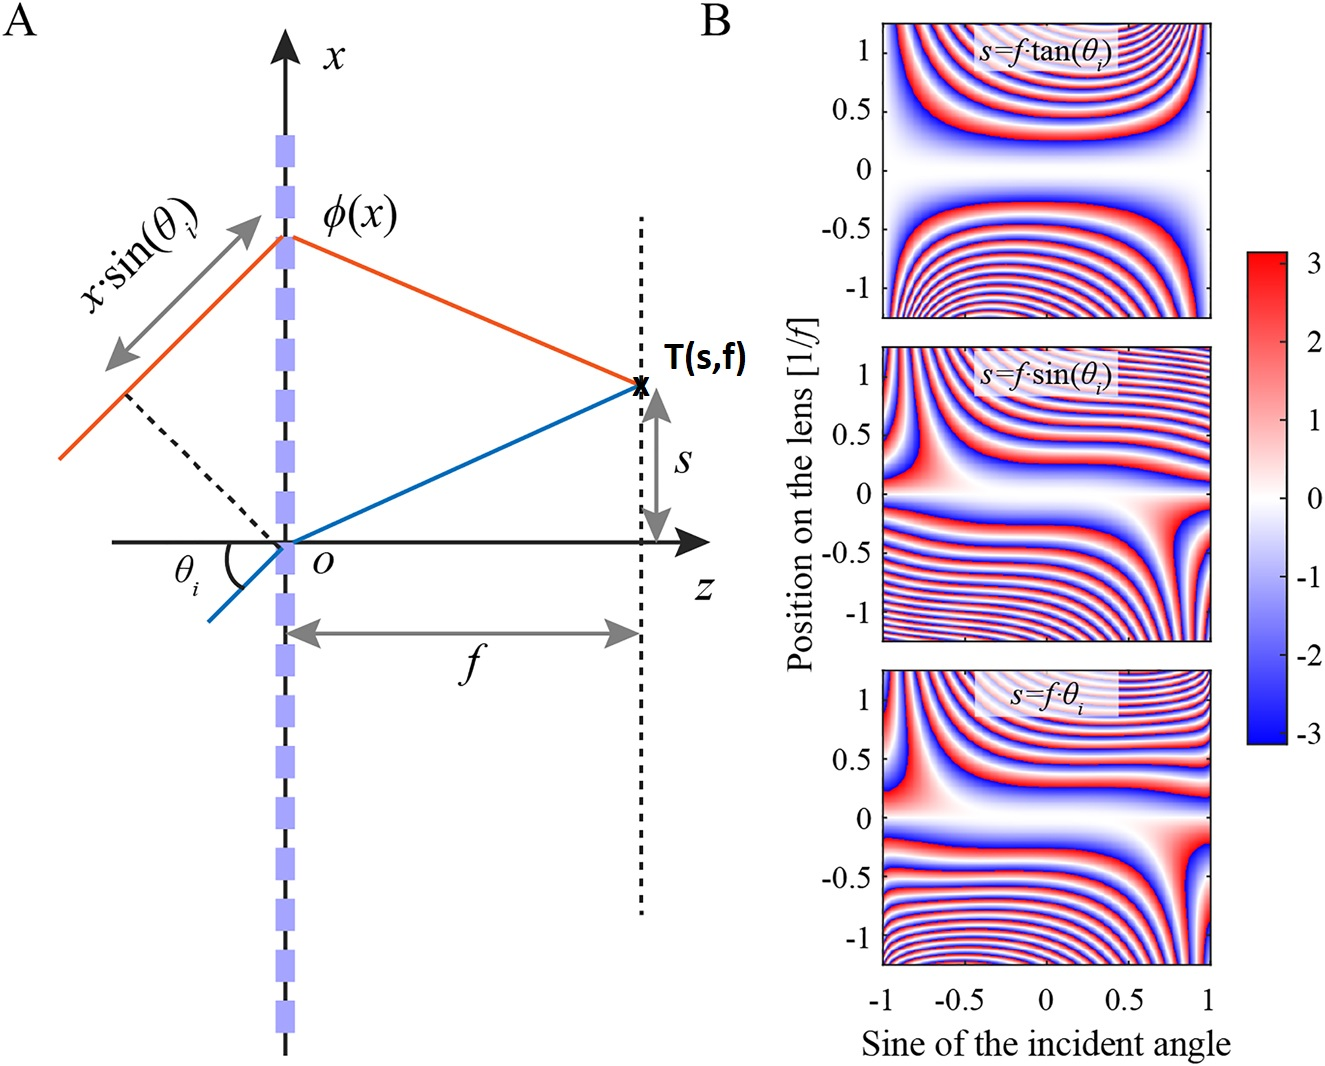 A
x
x·sin(θi)
ϕ(x)
T(s,f)
s
θi
o
z
f
B
s=f·tan(θi)
1
0.5
0
-0.5
-1
s=f·sin(θi)
1
0.5
0
-0.5
-1
s=f·θi
1
0.5
0
-0.5
-1
Position on the lens [1/f]
-1 -0.5 0 0.5 1
Sine of the incident angle
3
2
1
0
-1
-2
-3